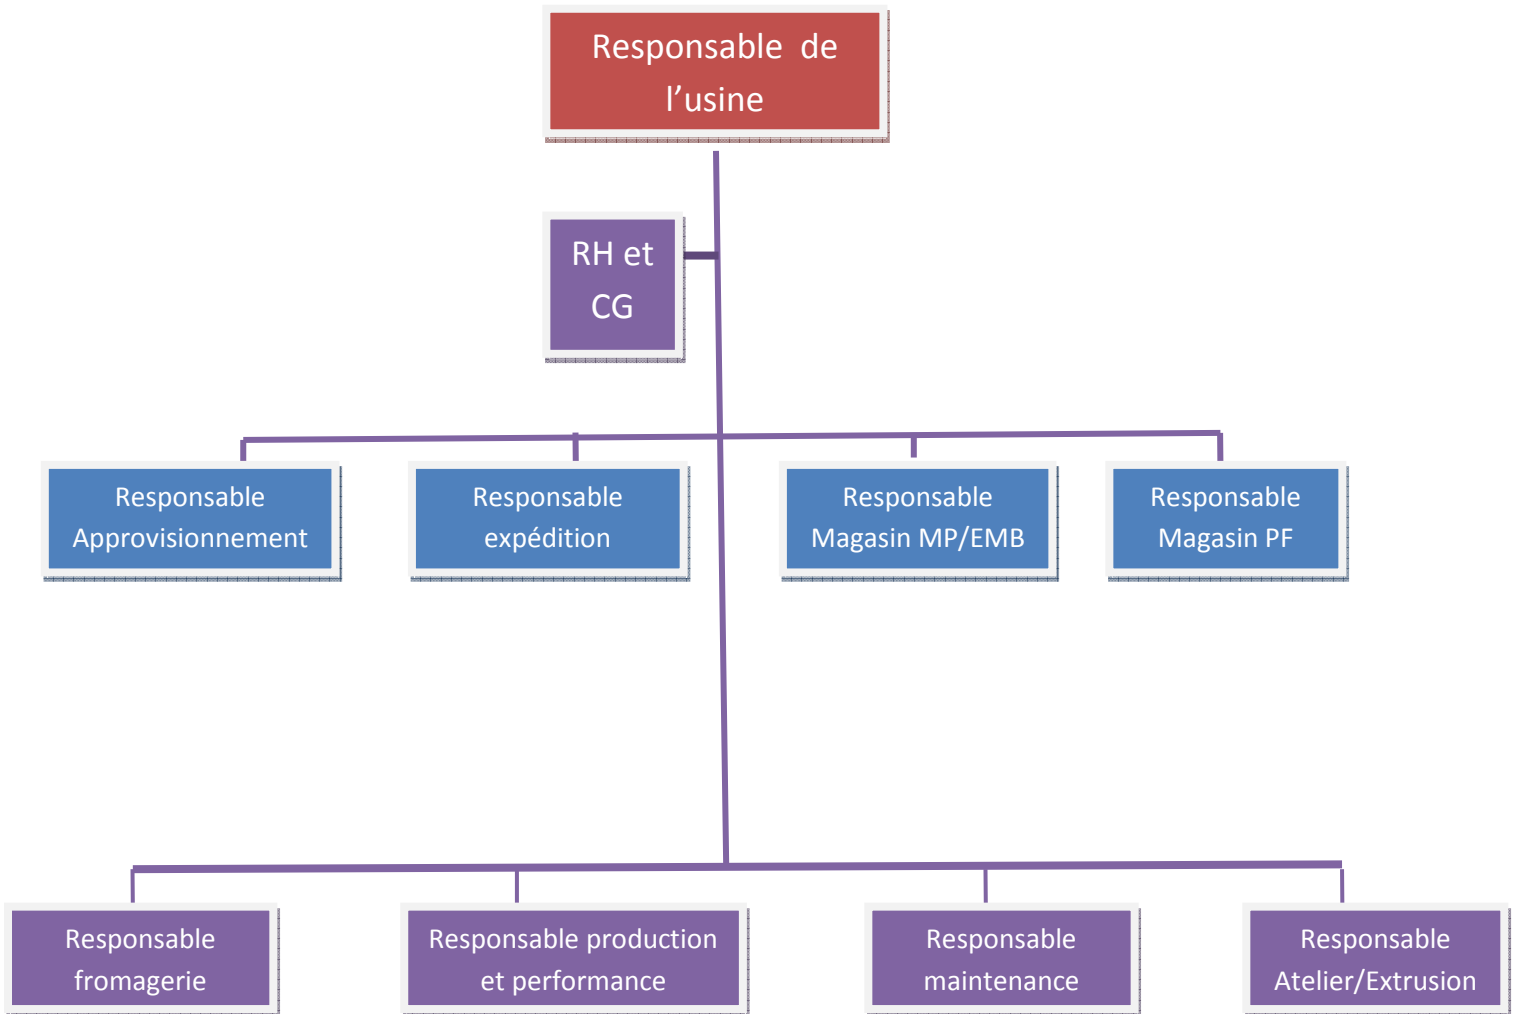 Responsable de
l’usine
RH et
CG
Responsable
Approvisionnement
Responsable
expédition
Responsable
Magasin MP/EMB
Responsable
Magasin PF
Responsable
fromagerie
Responsable production
et performance
Responsable
maintenance
Responsable
Atelier/Extrusion